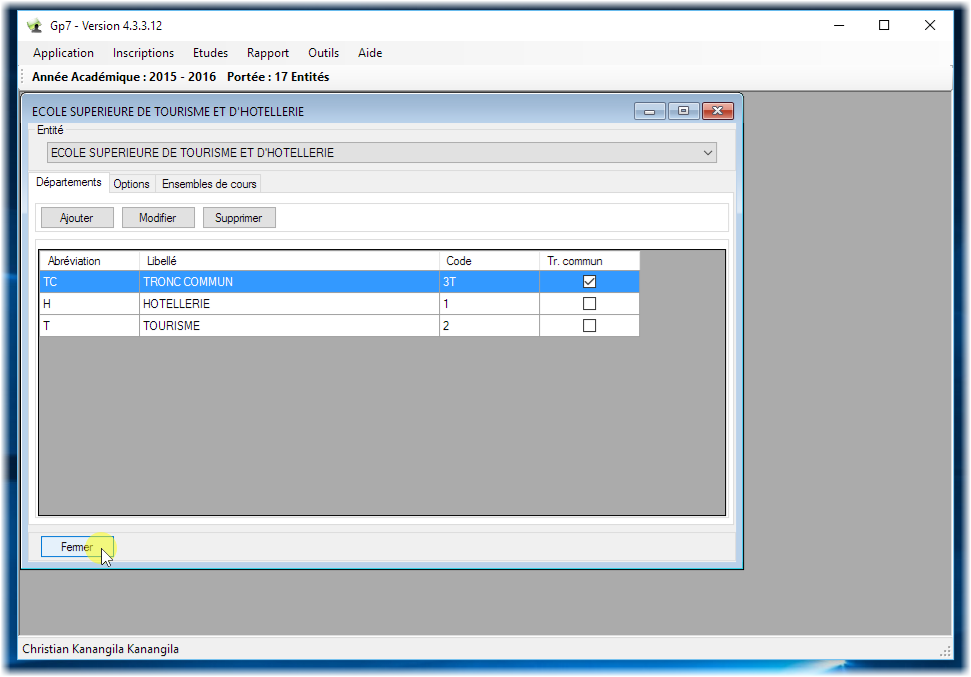 Gp7 - Version 4.3.3.12
Application Inscriptions Etudes Rapport Outils Aide
Année Académique : 2015 - 2016 Portée : 17 Entités
ECOLE SUPERIEURE DE TOURISME ET D'HOTELLERIE
Entité
ECOLE SUPERIEURE DE TOURISME ET D'HOTELLERIE
Départements Options Ensembles de cours
Ajouter Modifier Supprimer
Abréviation Libellé Code Tr. commun
TC TRONC COMMUN 3T
H HOTELLERIE 1
T TOURISME 2
Fermer
Christian Kanangila Kanangila